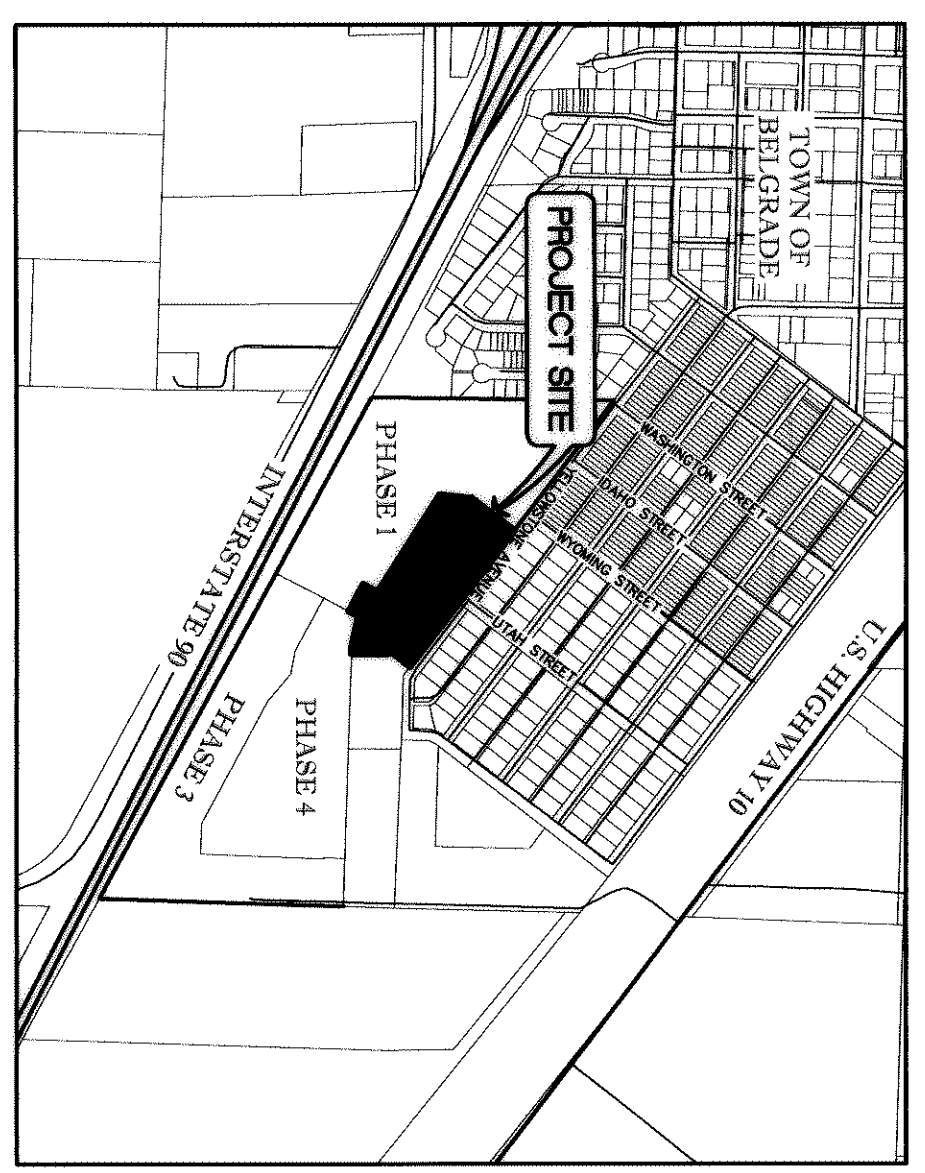 TOWN OF
BELGRADE
PROJECT SITE
WASHINGTON STREET
IDAHO STREET
WYOMING STREET
YELLOWSTONE AVENUE
UTAH STREET
U.S. HIGHWAY 10
PHASE 1
INTERSTATE 90
PHASE 4
PHASE 3